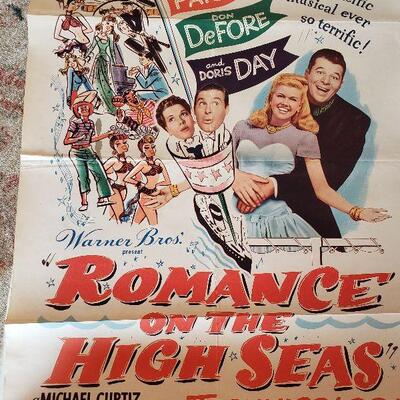 DON
DeFORE
and DORIS DAY
musical ever
so terrific!
Warner Bros.'
present
"ROMANCE
ON THE
HIGH SEAS"
MICHAEL CURTIZ